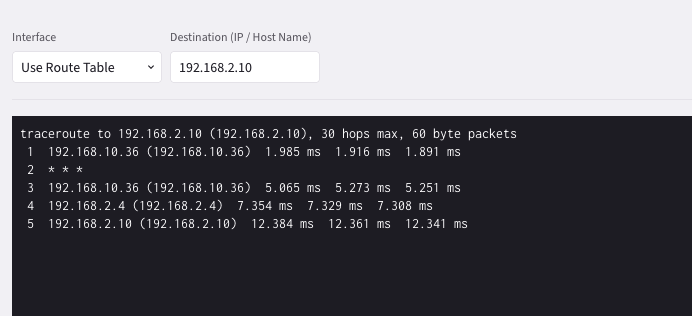 Interface
Destination (IP / Host Name)
Use Route Table
192.168.2.10
traceroute to 192.168.2.10 (192.168.2.10), 30 hops max, 60 byte packets
1  192.168.10.36 (192.168.10.36)  1.985 ms  1.916 ms  1.891 ms
2  * * *
3  192.168.10.36 (192.168.10.36)  5.065 ms  5.273 ms  5.251 ms
4  192.168.2.4 (192.168.2.4)  7.354 ms  7.329 ms  7.308 ms
5  192.168.2.10 (192.168.2.10)  12.384 ms  12.361 ms  12.341 ms